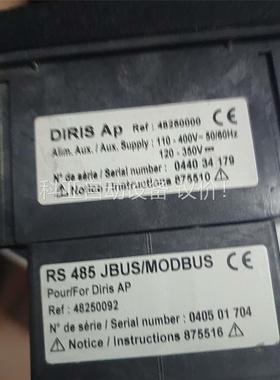 DIRIS Ap Ref : 48280000 CE
Alim. Aux. / Aux. Supply : 110 - 400V~ 50/60Hz
120 - 350V⎓
N° de série / Serial number : 0440 34 179
⚠ Notice / Instructions 875510 ◁
RS 485 JBUS/MODBUS CE
Pour/For Diris AP
Ref : 48250092
N° de série / Serial number : 0405 01 704
⚠ Notice / Instructions 875516 ◁